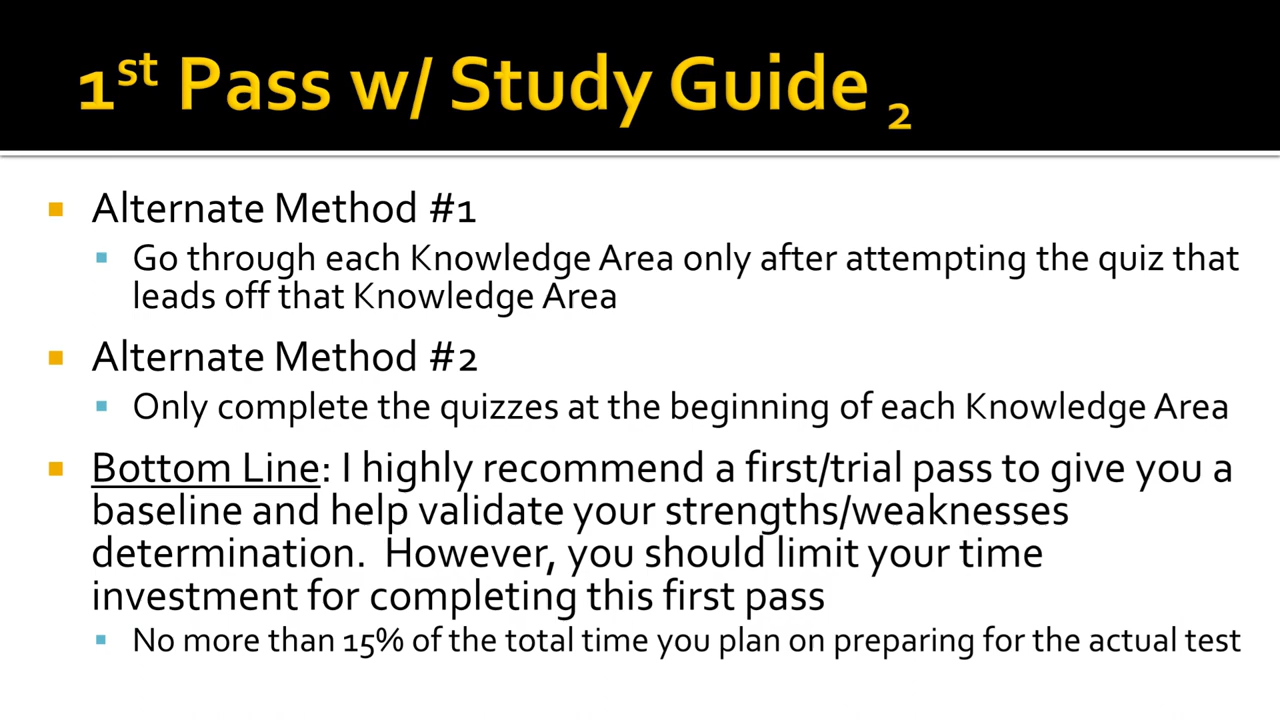 1st Pass w/ Study Guide 2
Alternate Method #1
Go through each Knowledge Area only after attempting the quiz that
leads off that Knowledge Area
Alternate Method #2
Only complete the quizzes at the beginning of each Knowledge Area
Bottom Line: I highly recommend a first/trial pass to give you a
baseline and help validate your strengths/weaknesses
determination.  However, you should limit your time
investment for completing this first pass
No more than 15% of the total time you plan on preparing for the actual test